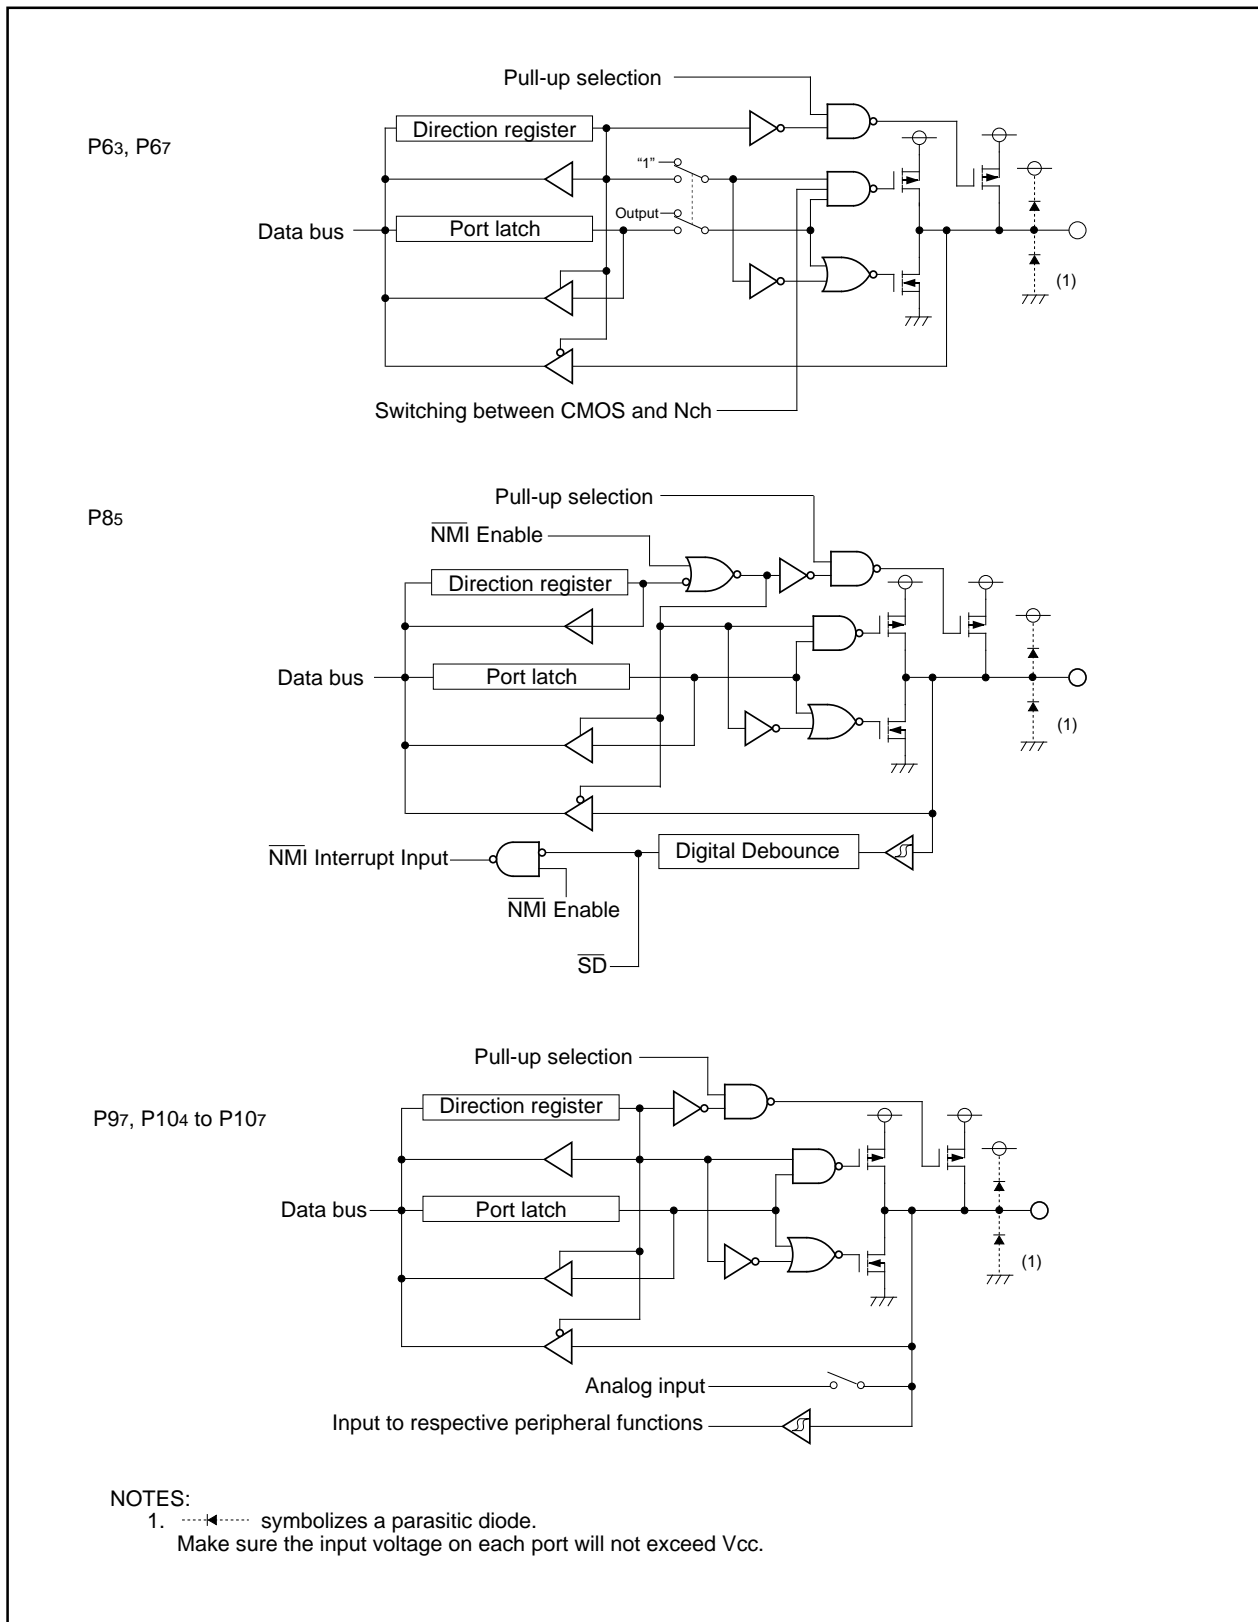 Pull-up selection
P63, P67
Direction register
“1”
Output
Data bus
Port latch
(1)
Switching between CMOS and Nch
P85
Pull-up selection
NMI Enable
Direction register
Data bus
Port latch
(1)
NMI Interrupt Input
Digital Debounce
NMI Enable
SD
P97, P104 to P107
Pull-up selection
Direction register
Data bus
Port latch
(1)
Analog input
Input to respective peripheral functions
NOTES:
1. symbolizes a parasitic diode.
Make sure the input voltage on each port will not exceed Vcc.